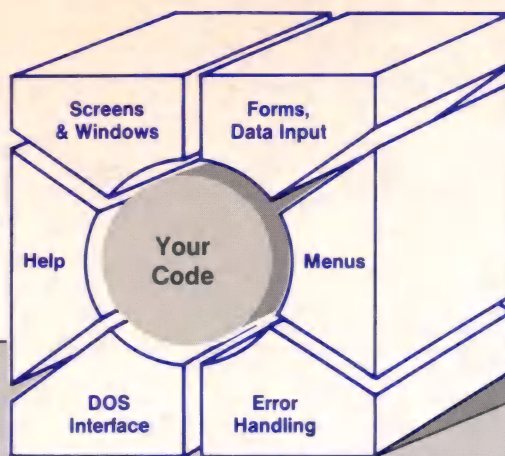 Screens
& Windows
Forms,
Data Input
Help
Your
Code
Menus
DOS
Interface
Error
Handling